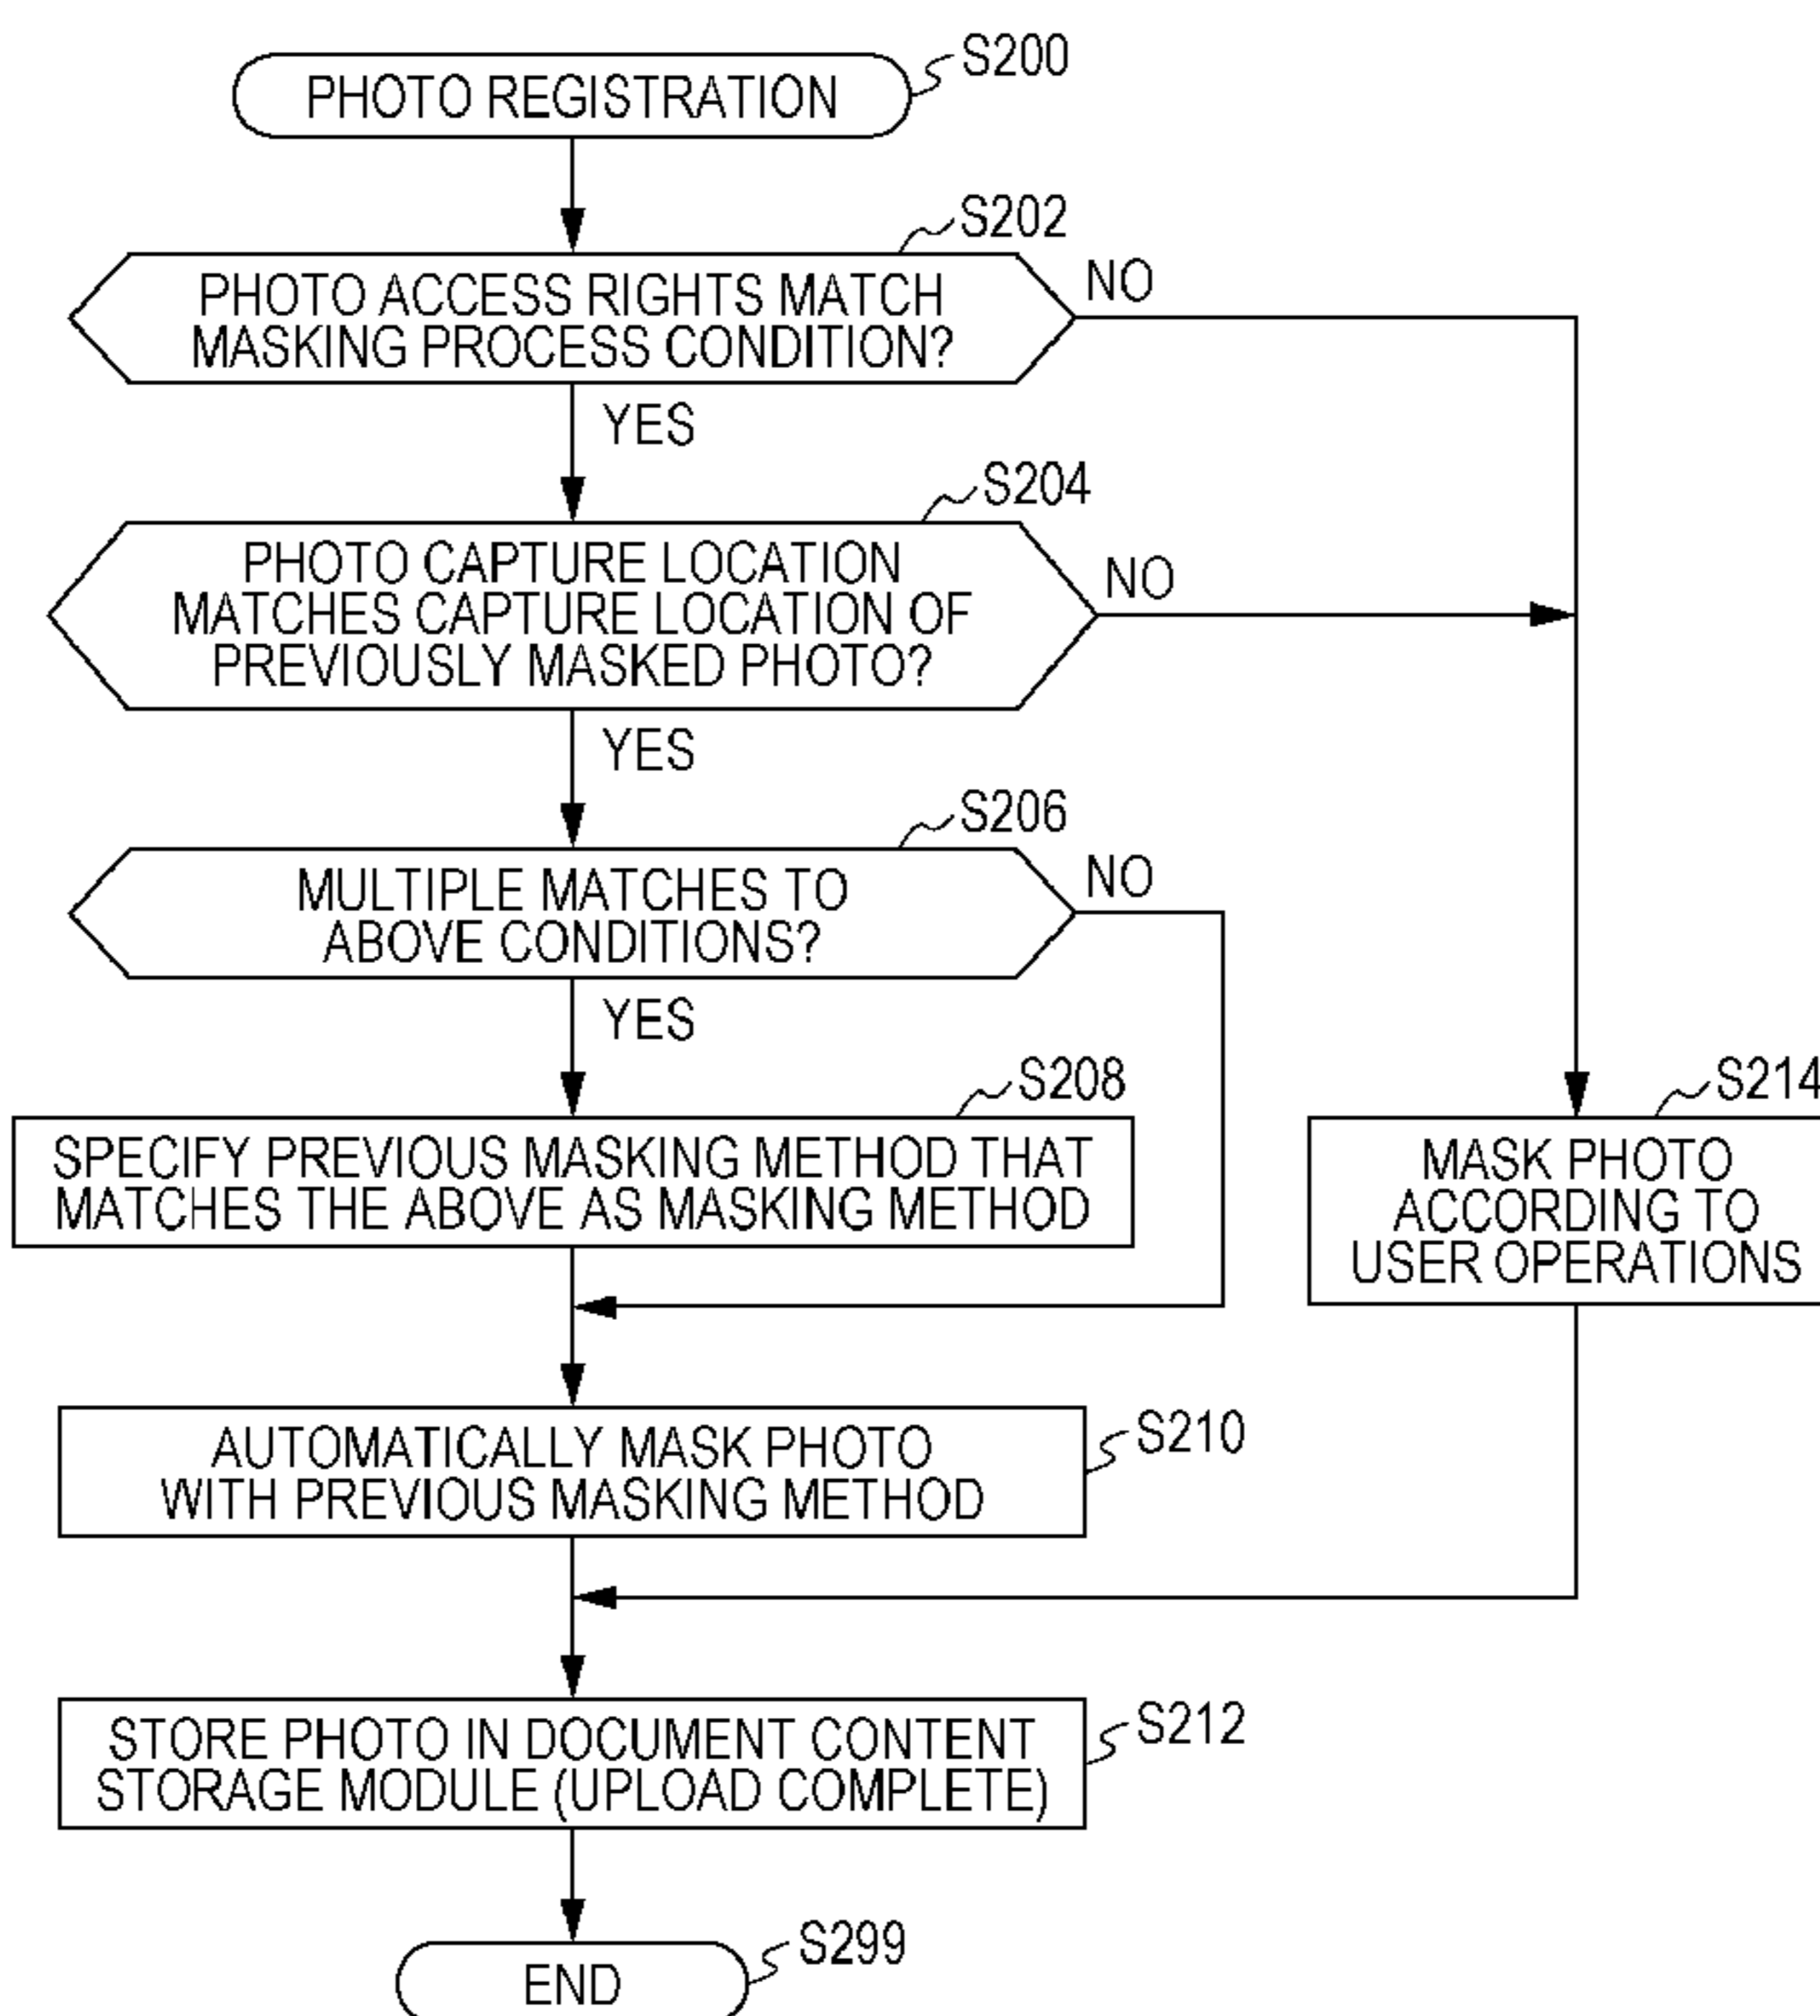 PHOTO REGISTRATION
S200
S202
PHOTO ACCESS RIGHTS MATCH
MASKING PROCESS CONDITION?
NO
YES
S204
PHOTO CAPTURE LOCATION
MATCHES CAPTURE LOCATION OF
PREVIOUSLY MASKED PHOTO?
NO
YES
S206
MULTIPLE MATCHES TO
ABOVE CONDITIONS?
NO
YES
S208
SPECIFY PREVIOUS MASKING METHOD THAT
MATCHES THE ABOVE AS MASKING METHOD
S214
MASK PHOTO
ACCORDING TO
USER OPERATIONS
AUTOMATICALLY MASK PHOTO
WITH PREVIOUS MASKING METHOD
S210
STORE PHOTO IN DOCUMENT CONTENT
STORAGE MODULE (UPLOAD COMPLETE)
S212
END
S299